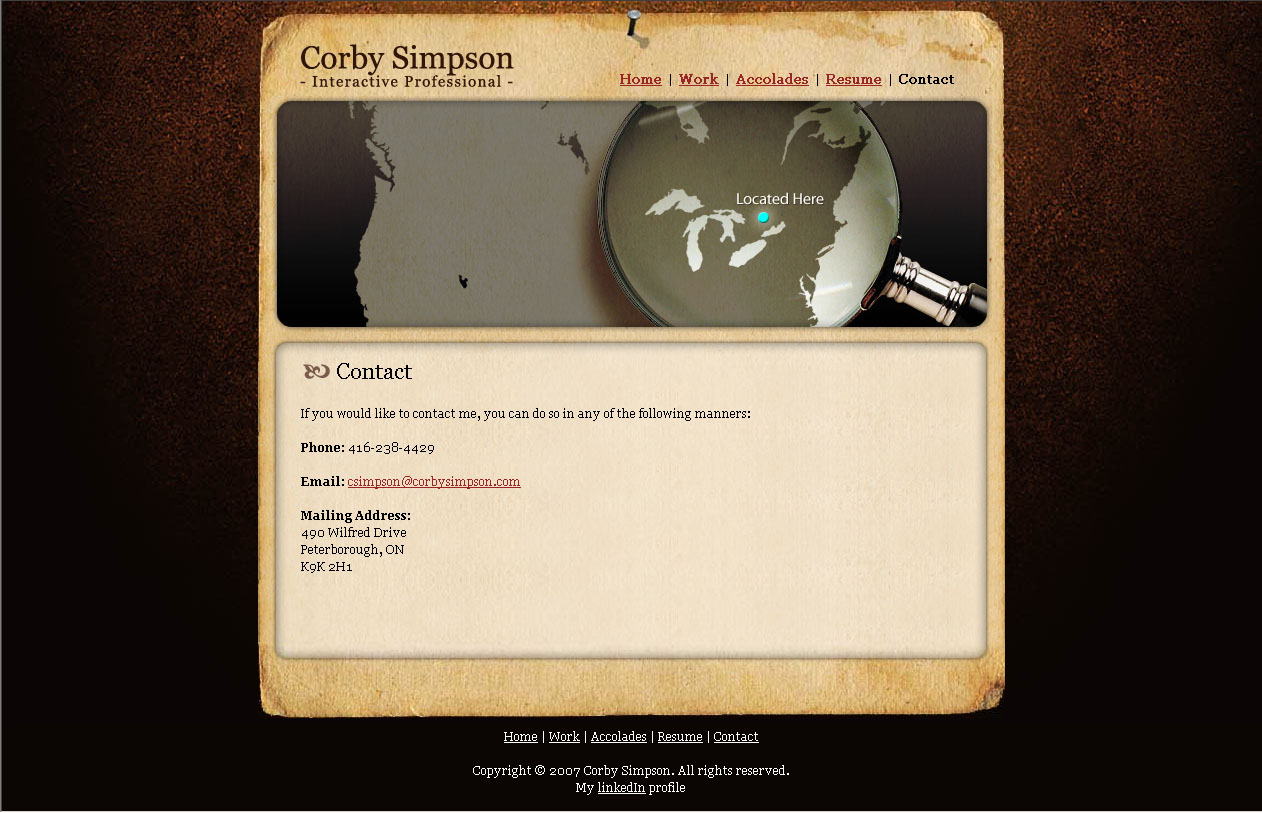 Corby Simpson
- Interactive Professional -
Home | Work | Accolades | Resume | Contact
Located Here
Contact
If you would like to contact me, you can do so in any of the following manners:
Phone: 416-238-4429
Email: csimpson@corbysimpson.com
Mailing Address:
490 Wilfred Drive
Peterborough, ON
K9K 2H1
Home | Work | Accolades | Resume | Contact
Copyright © 2007 Corby Simpson. All rights reserved.
My linkedIn profile